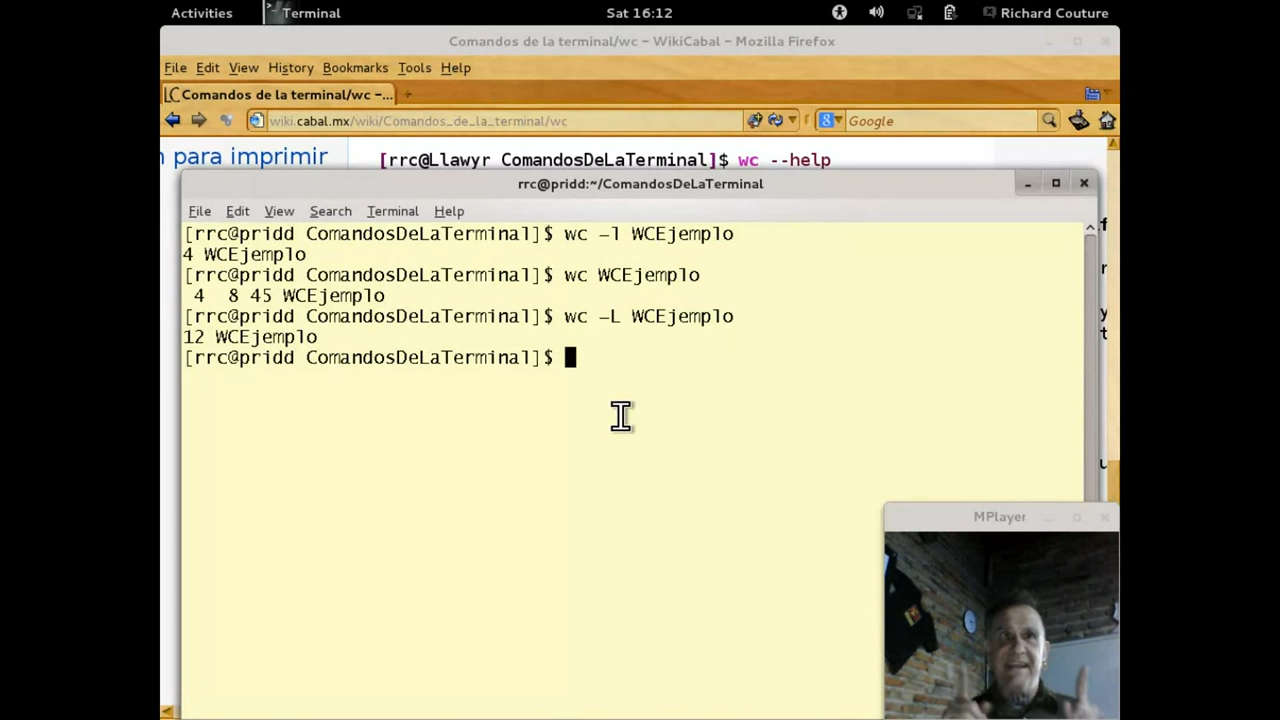 Activities
Terminal
Sat 16:12
Richard Couture
Comandos de la terminal/wc – WikiCabal – Mozilla Firefox
File Edit View History Bookmarks Tools Help
Comandos de la terminal/wc –...
wiki.cabal.mx/wiki/Comandos_de_la_terminal/wc
Google
para imprimir
[rrc@Llawyr ComandosDeLaTerminal]$ wc --help
rrc@pridd:~/ComandosDeLaTerminal
File Edit View Search Terminal Help
[rrc@pridd ComandosDeLaTerminal]$ wc -l WCEjemplo
4 WCEjemplo
[rrc@pridd ComandosDeLaTerminal]$ wc WCEjemplo
4 8 45 WCEjemplo
[rrc@pridd ComandosDeLaTerminal]$ wc -L WCEjemplo
12 WCEjemplo
[rrc@pridd ComandosDeLaTerminal]$
MPlayer